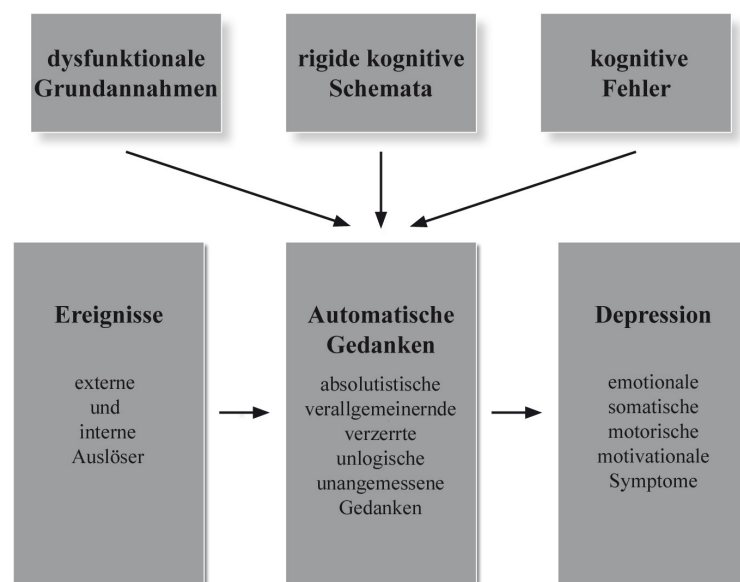 dysfunktionale
Grundannahmen
rigide kognitive
Schemata
kognitive
Fehler
Ereignisse
externe
und
interne
Auslöser
Automatische
Gedanken
absolutistische
verallgemeinernde
verzerrte
unlogische
unangemessene
Gedanken
Depression
emotionale
somatische
motorische
motivationale
Symptome